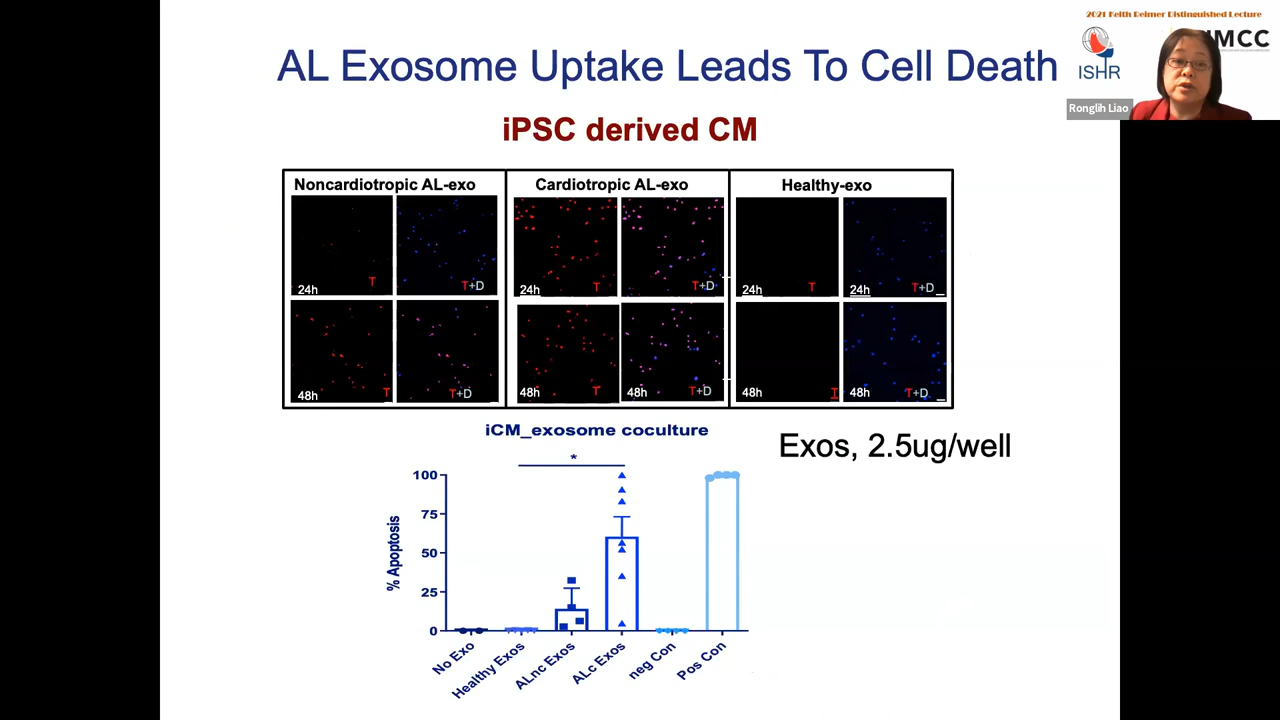 2021 Keith Reimer Distinguished Lecture
ISHR
IMCC
Ronglih Liao
AL Exosome Uptake Leads To Cell Death
iPSC derived CM
Noncardiotropic AL-exo
Cardiotropic AL-exo
Healthy-exo
24h
T
T+D
24h
T
T+D
24h
T
24h
T+D
48h
T
T+D
48h
T
48h
T+D
48h
T
48h
T+D
iCM_exosome coculture
Exos, 2.5ug/well
*
% Apoptosis
100
75
50
25
0
No Exo
Healthy Exos
ALnc Exos
ALc Exos
neg Con
Pos Con